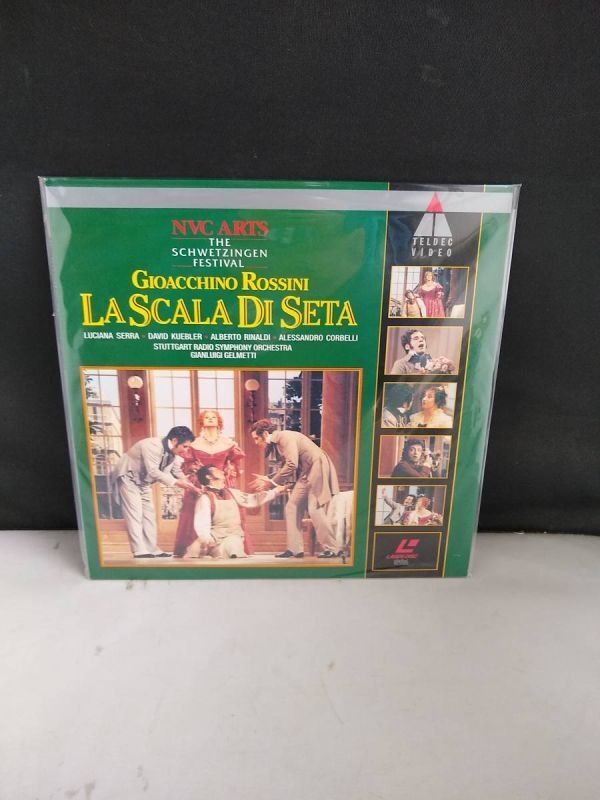 NVC ARTS
THE
SCHWETZINGEN
FESTIVAL
GIOACCHINO ROSSINI
LA SCALA DI SETA
LUCIANA SERRA · DAVID KUEBLER · ALBERTO RINALDI · ALESSANDRO CORBELLI
STUTTGART RADIO SYMPHONY ORCHESTRA
GIANLUIGI GELMETTI
TELDEC
VIDEO
LASERDISC